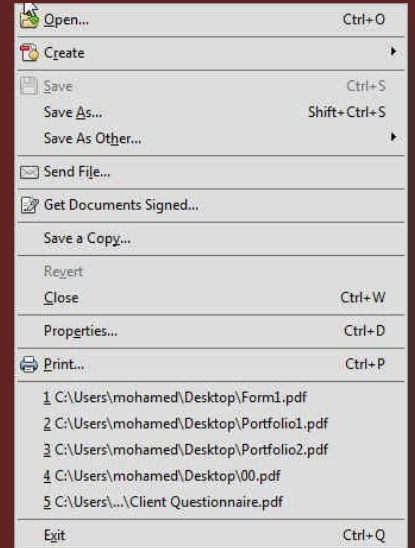 Open... Ctrl+O
Create
Save Ctrl+S
Save As... Shift+Ctrl+S
Save As Other...
Send File...
Get Documents Signed...
Save a Copy...
Revert
Close Ctrl+W
Properties... Ctrl+D
Print... Ctrl+P
1 C:\Users\mohamed\Desktop\Form1.pdf
2 C:\Users\mohamed\Desktop\Portfolio1.pdf
3 C:\Users\mohamed\Desktop\Portfolio2.pdf
4 C:\Users\mohamed\Desktop\00.pdf
5 C:\Users\...\Client Questionnaire.pdf
Exit Ctrl+Q